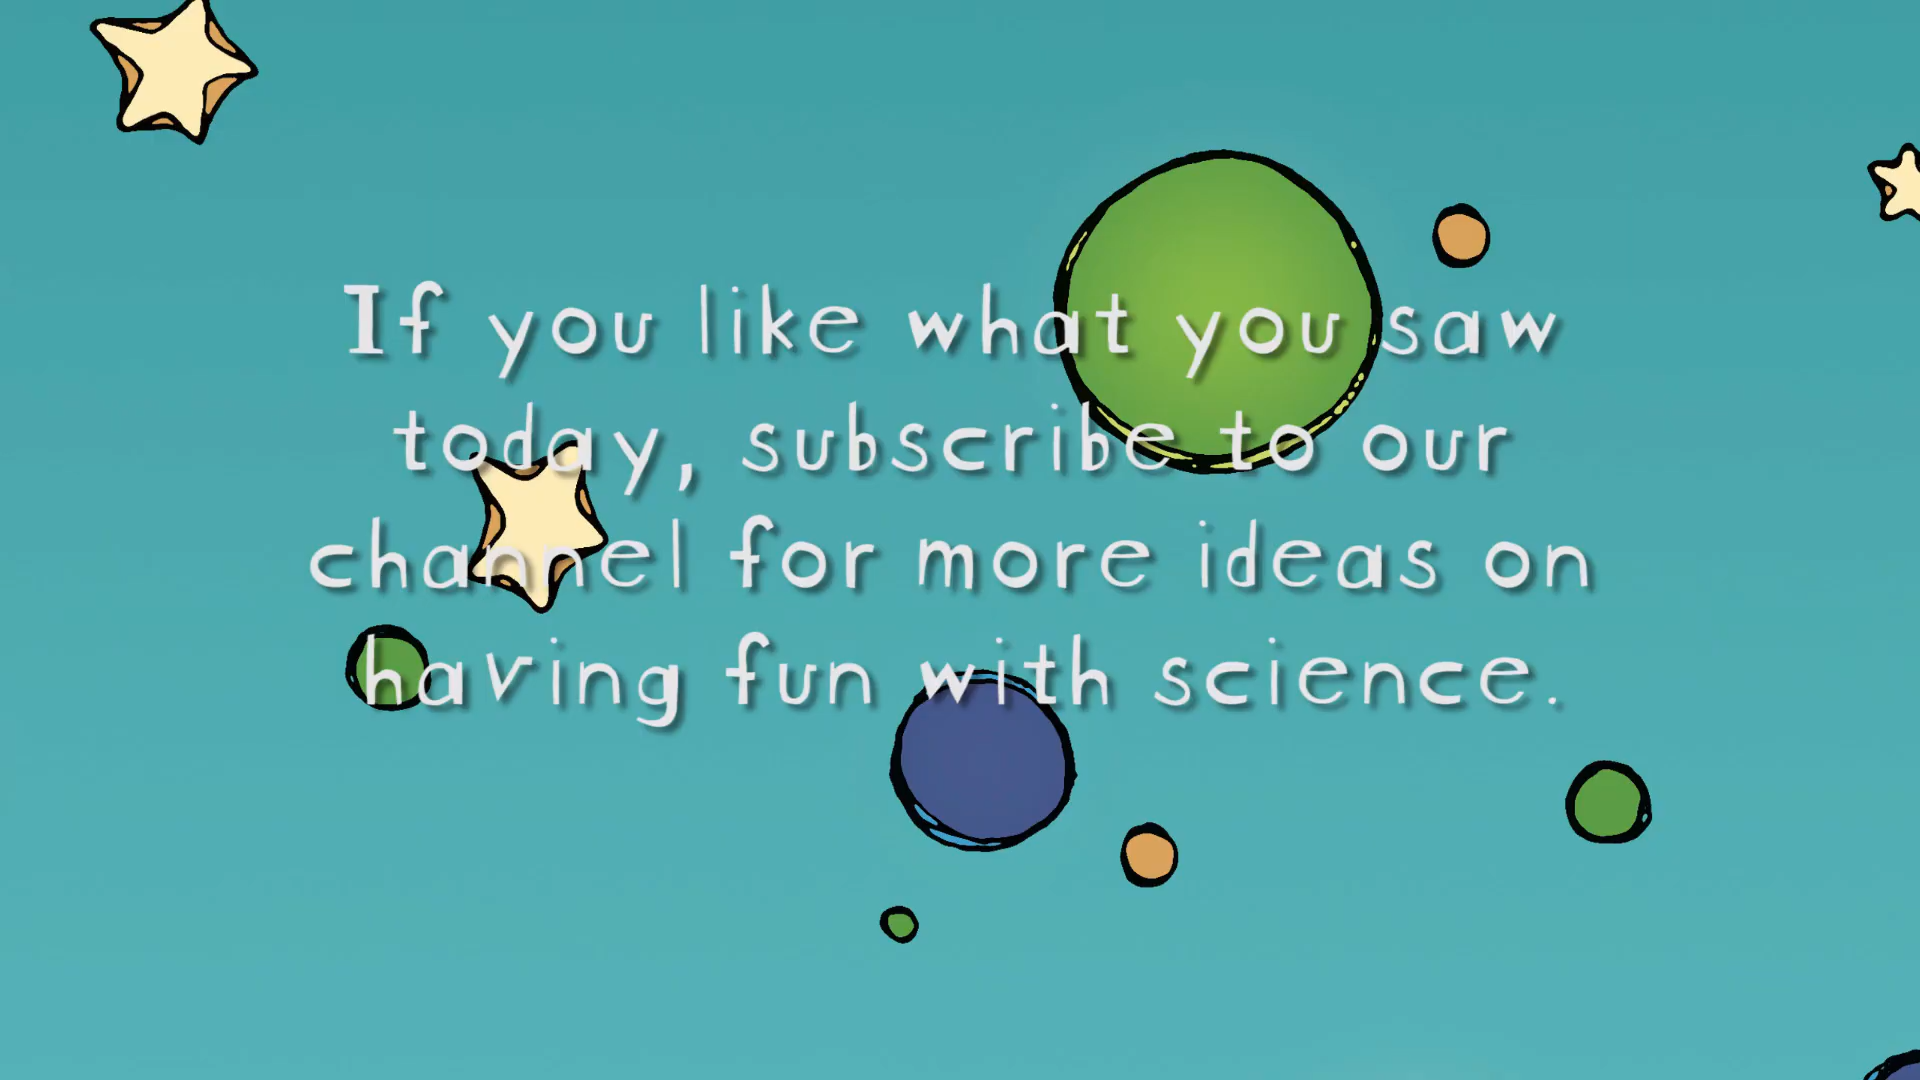 If you like what you saw
today, subscribe to our
channel for more ideas on
having fun with science.